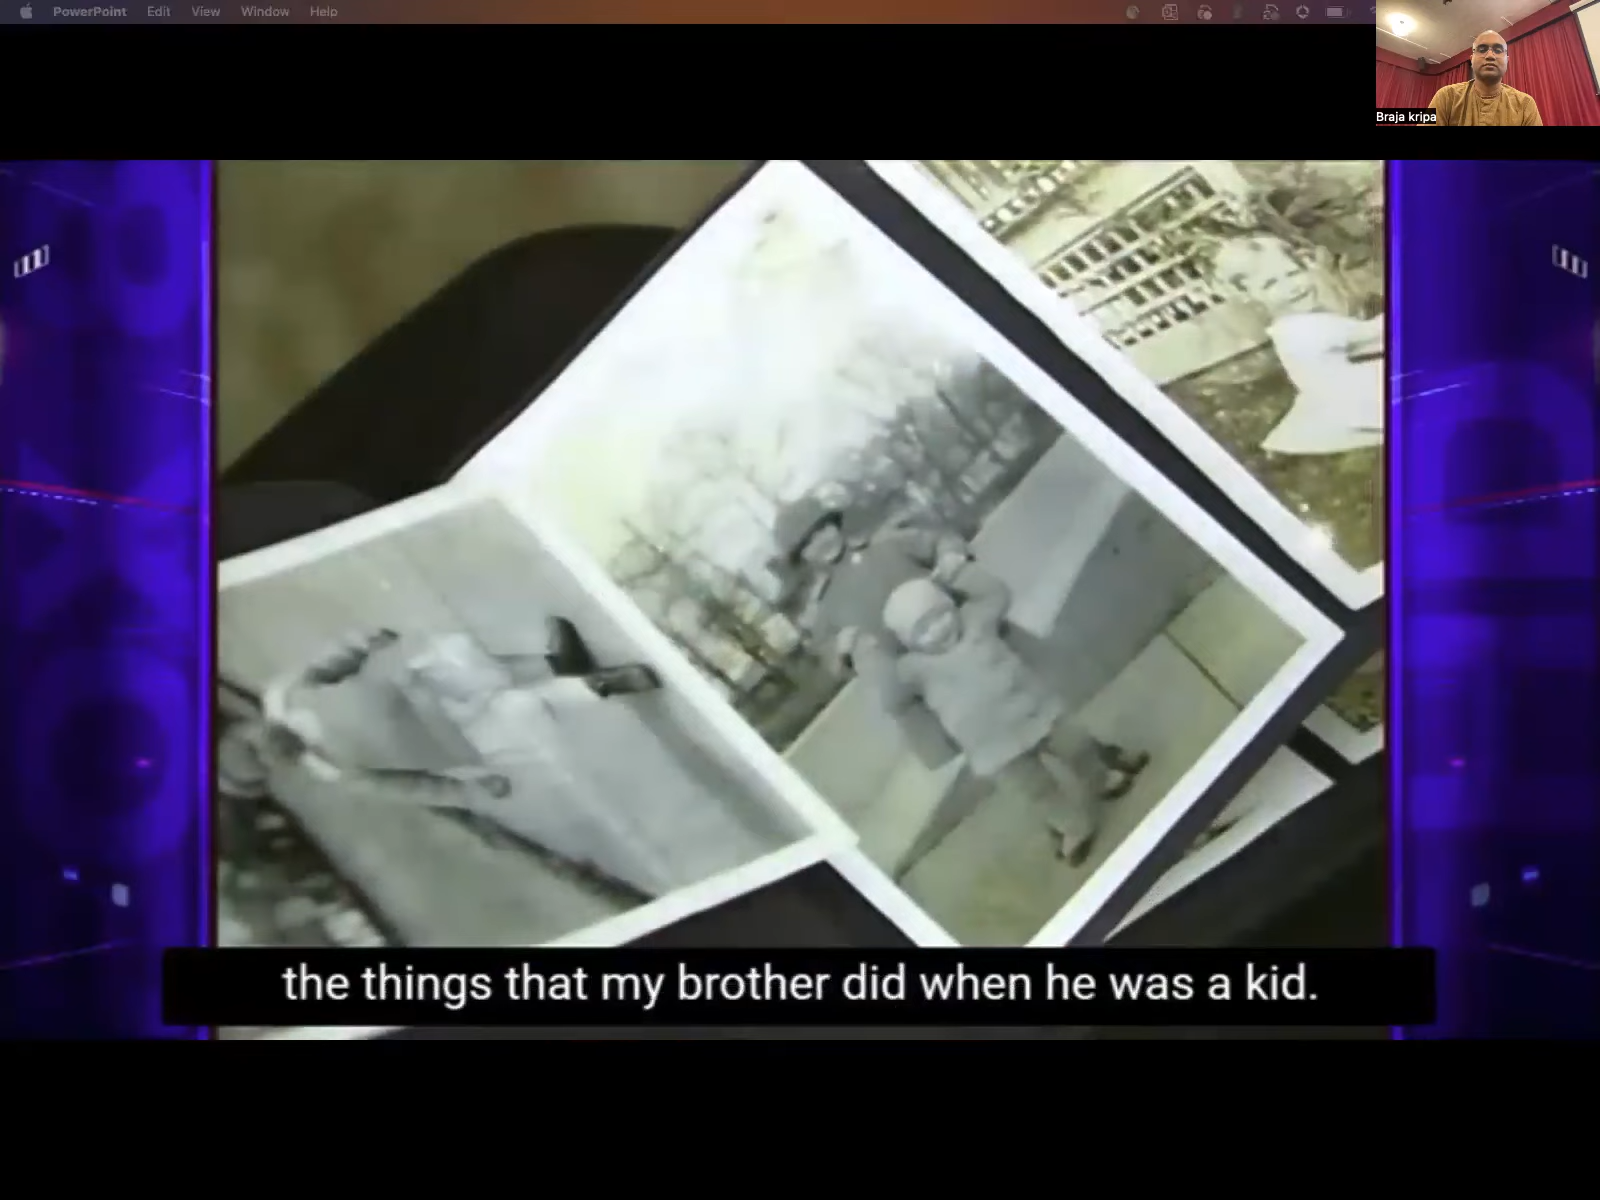 PowerPoint Edit View Window Help
Braja kripa
the things that my brother did when he was a kid.